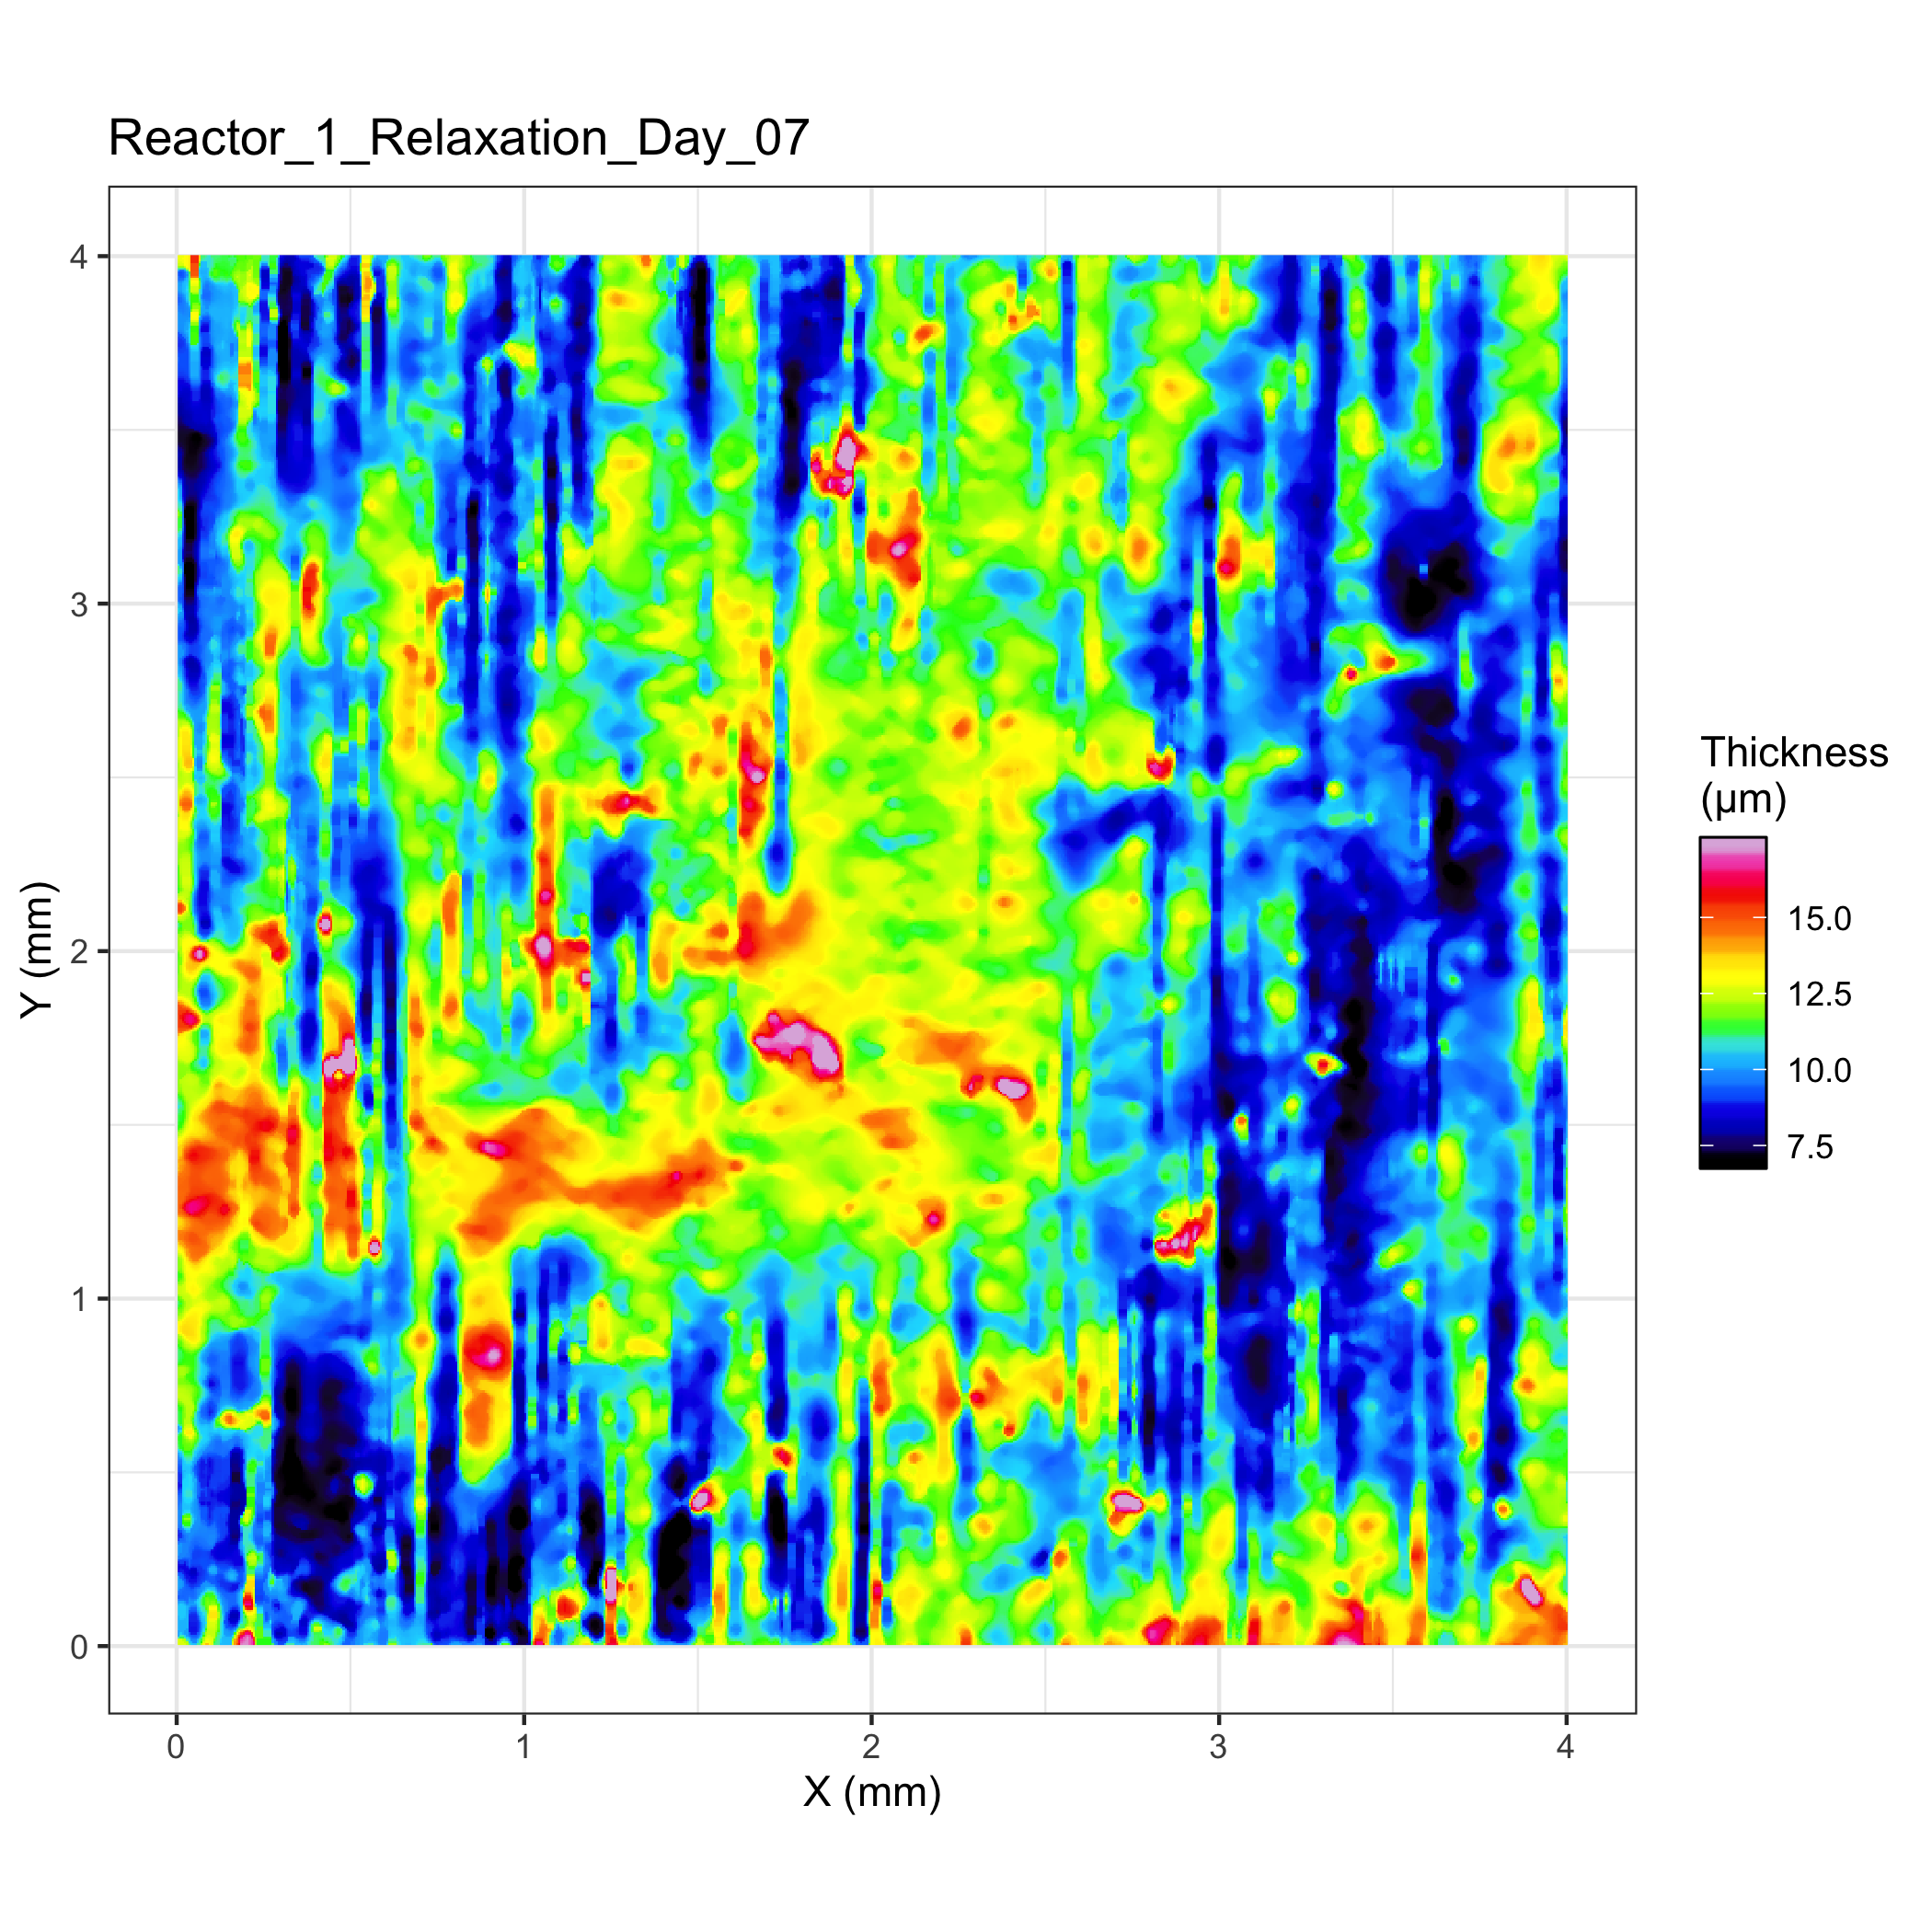 Reactor_1_Relaxation_Day_07
Y (mm)
4
3
2
1
0
0 1 2 3 4
X (mm)
Thickness
(µm)
15.0
12.5
10.0
7.5